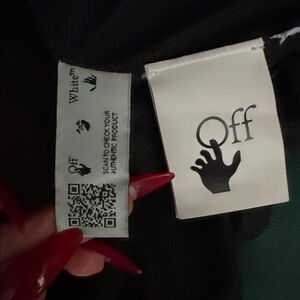 White™
Off
SCAN TO CHECK YOUR
AUTHENTIC PRODUCT
Off